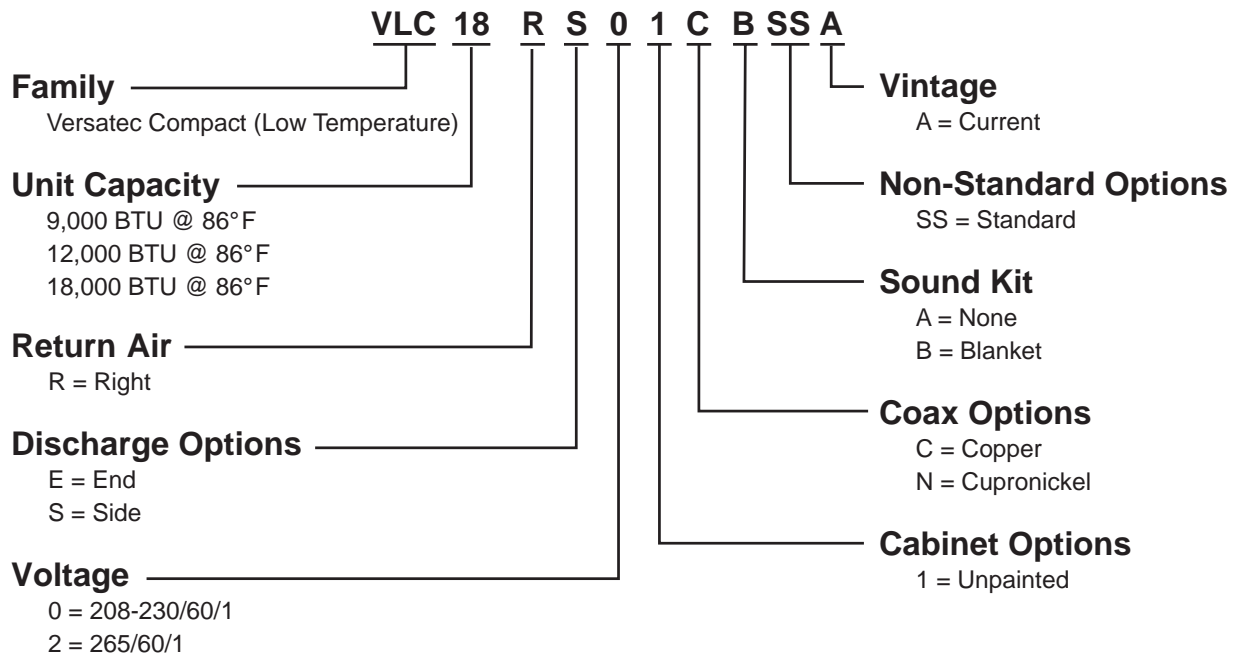 VLC 18 R S 0 1 C B SS A
Family
Versatec Compact (Low Temperature)
Unit Capacity
9,000 BTU @ 86°F
12,000 BTU @ 86°F
18,000 BTU @ 86°F
Return Air
R = Right
Discharge Options
E = End
S = Side
Voltage
0 = 208-230/60/1
2 = 265/60/1
Vintage
A = Current
Non-Standard Options
SS = Standard
Sound Kit
A = None
B = Blanket
Coax Options
C = Copper
N = Cupronickel
Cabinet Options
1 = Unpainted